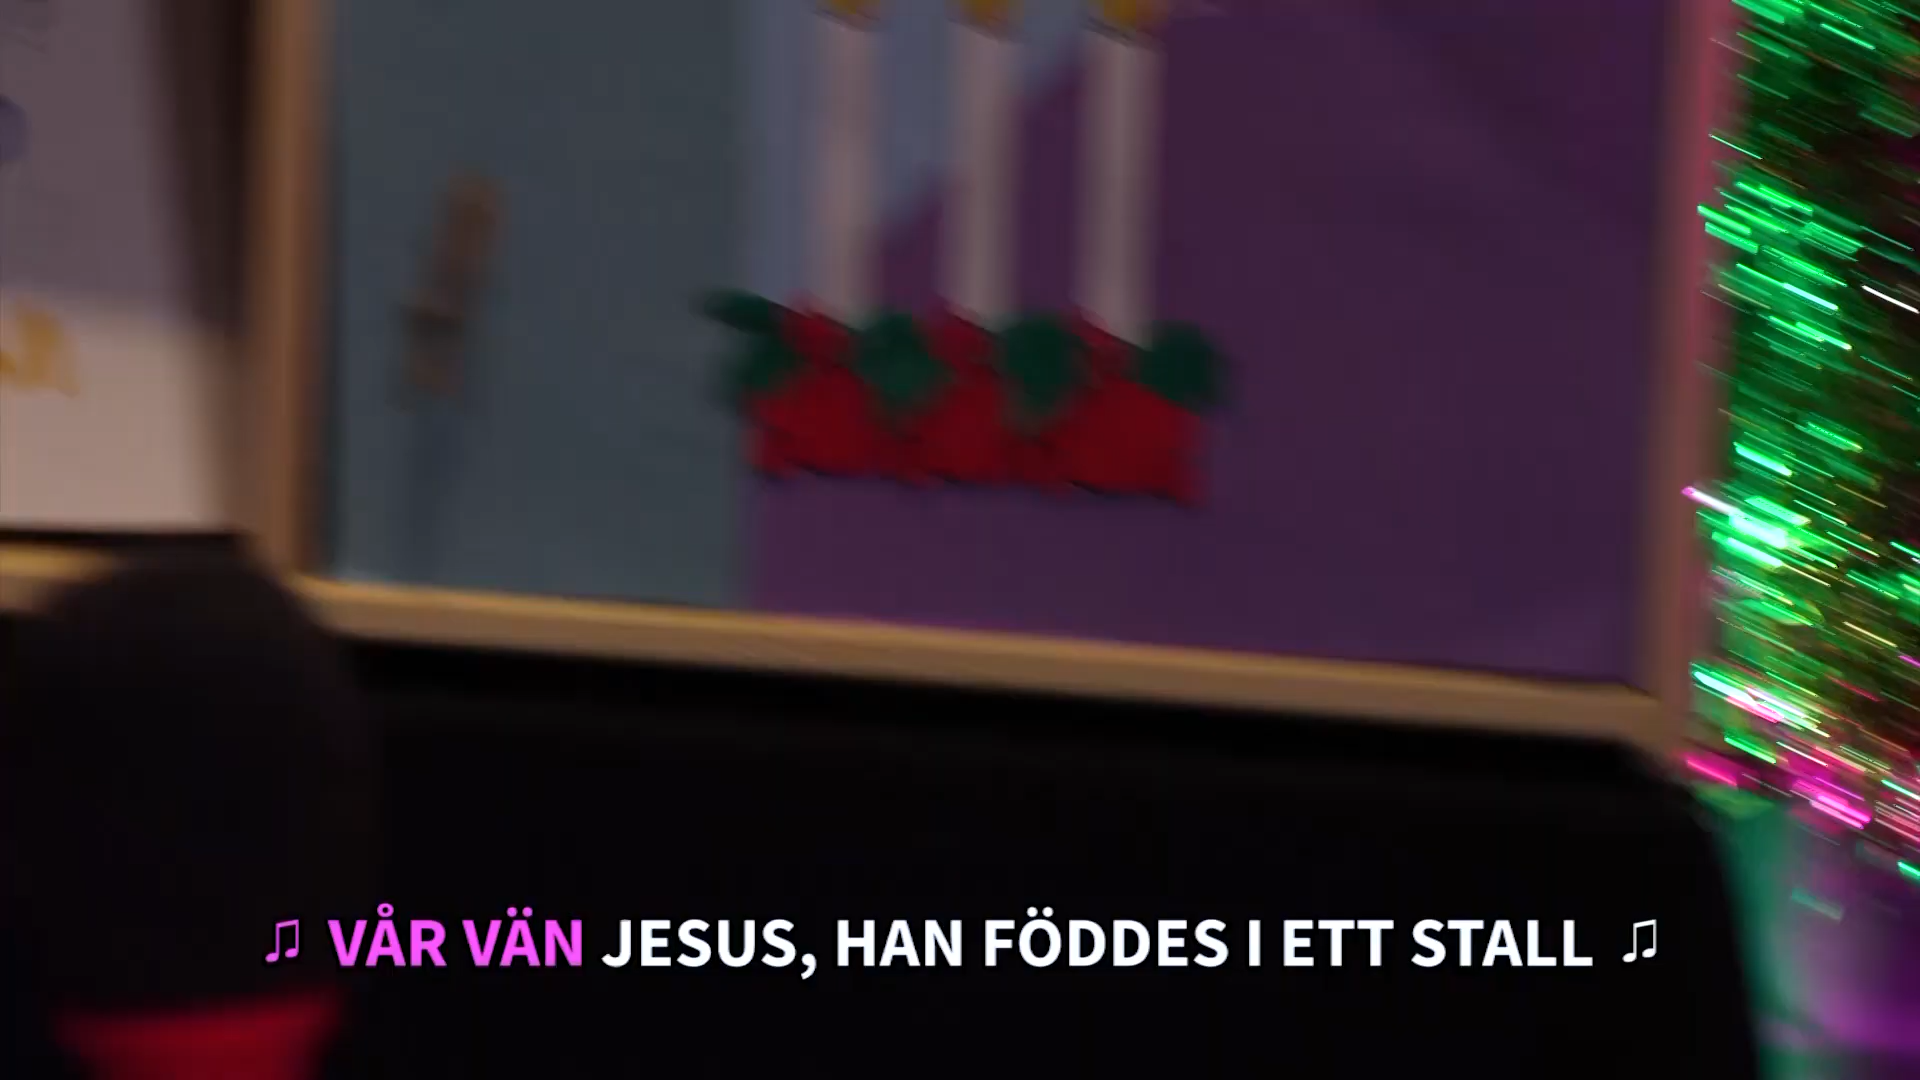 ♫ VÅR VÄN JESUS, HAN FÖDDES I ETT STALL ♫